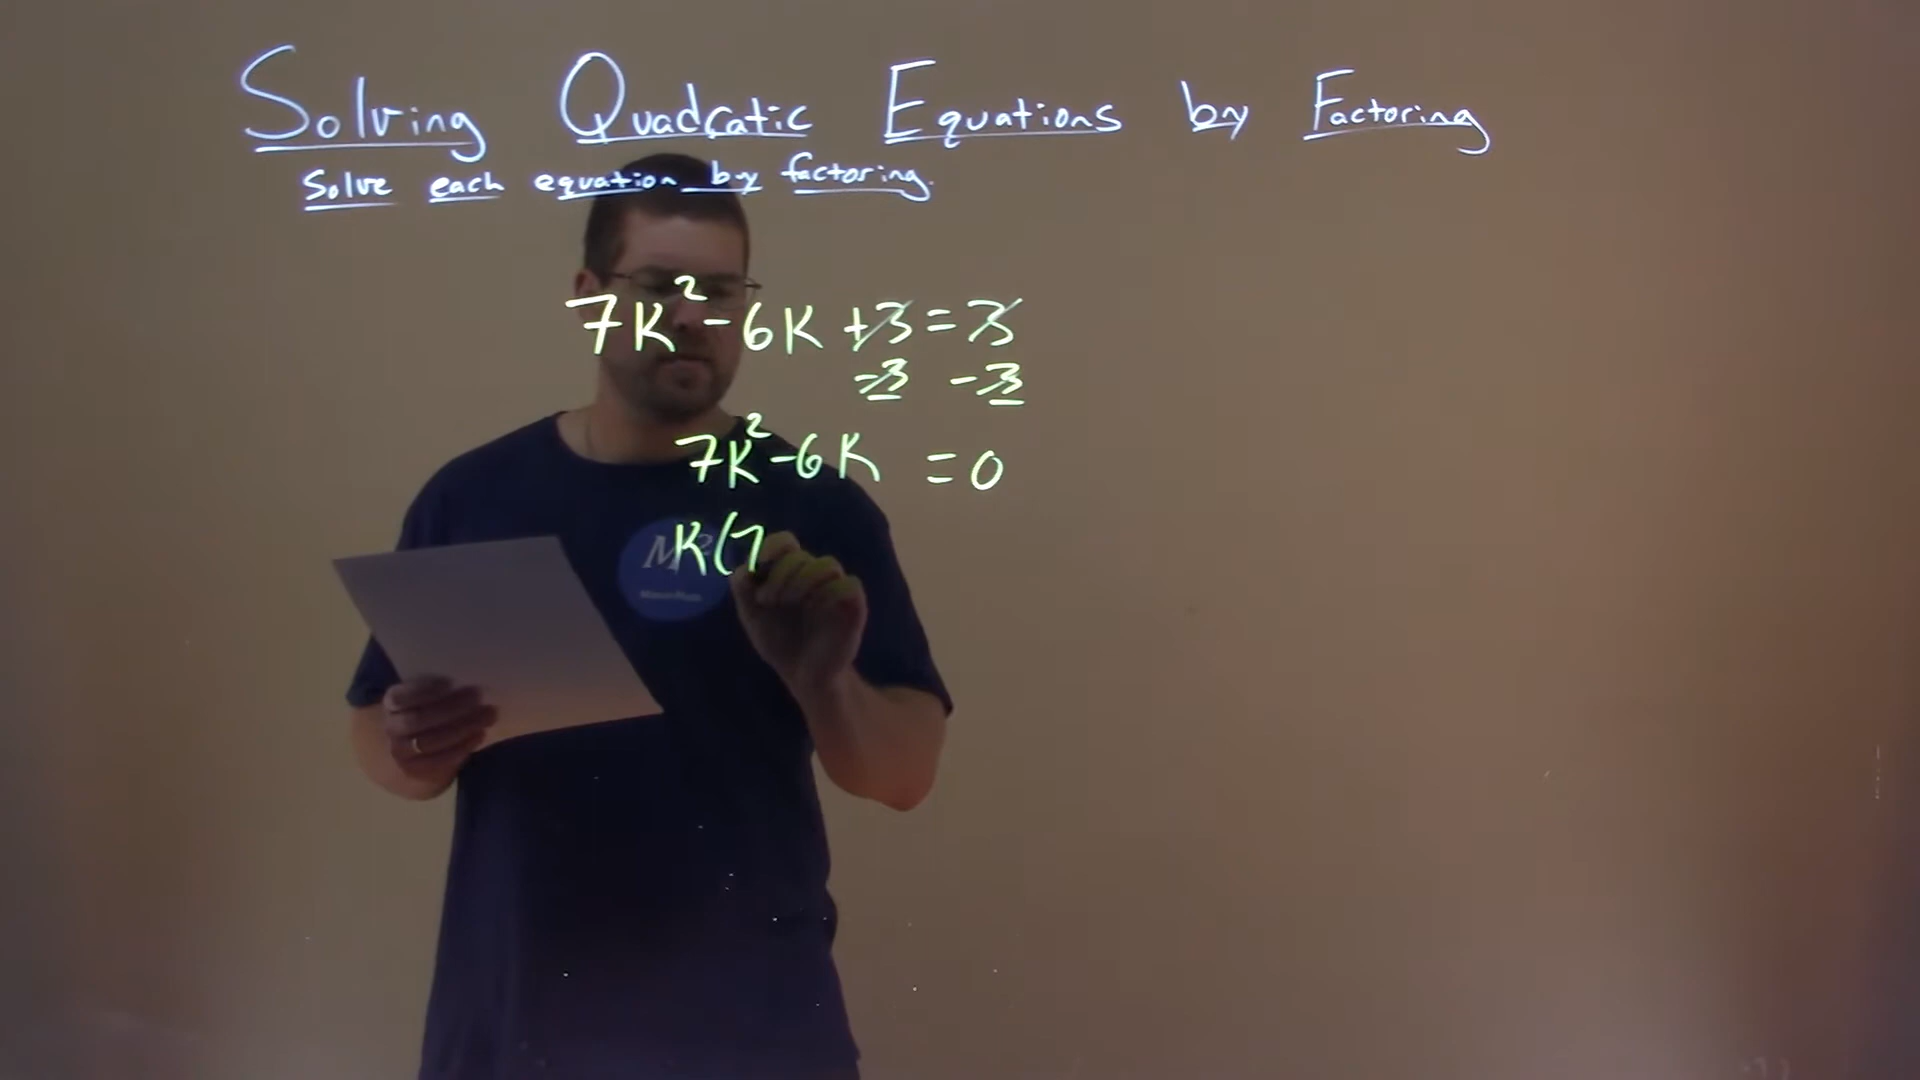 Solving Quadratic Equations by Factoring
Solve each equation by factoring.
7K² - 6K + 3 = 3
-3 -3
7K² - 6K = 0
K(7